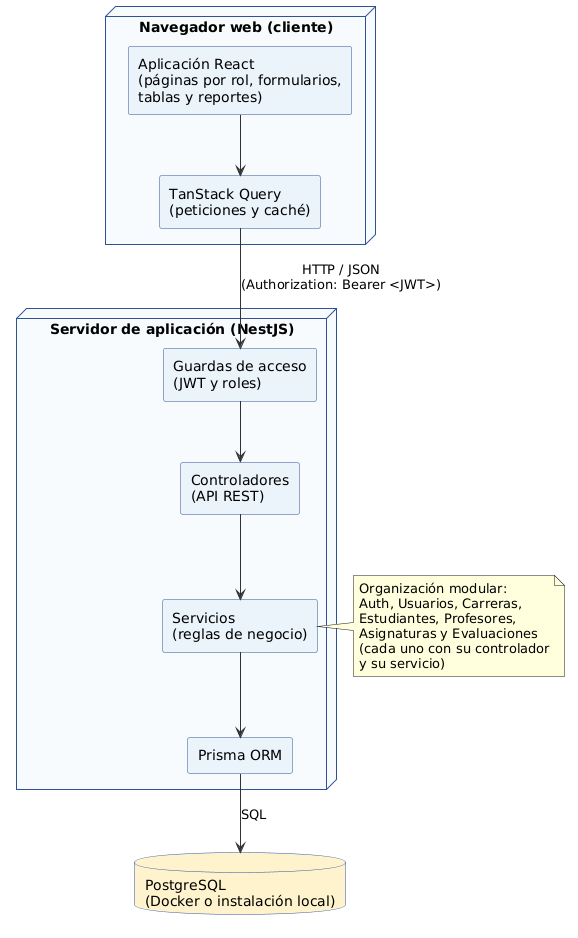 Navegador web (cliente)
Aplicación React
(páginas por rol, formularios,
tablas y reportes)
TanStack Query
(peticiones y caché)
HTTP / JSON
(Authorization: Bearer <JWT>)
Servidor de aplicación (NestJS)
Guardas de acceso
(JWT y roles)
Controladores
(API REST)
Servicios
(reglas de negocio)
Organización modular:
Auth, Usuarios, Carreras,
Estudiantes, Profesores,
Asignaturas y Evaluaciones
(cada uno con su controlador
y su servicio)
Prisma ORM
SQL
PostgreSQL
(Docker o instalación local)